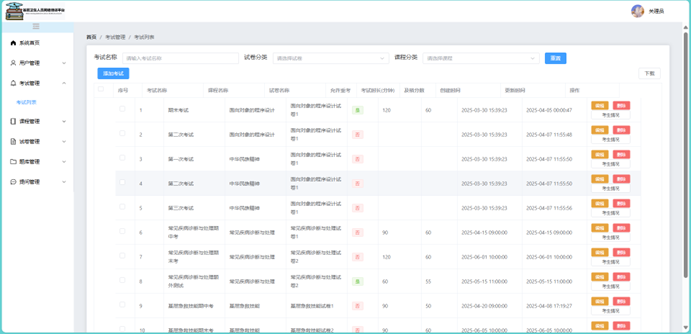 基层卫生人员网络培训平台
关理员
系统首页
用户管理
考试管理
考试列表
课程管理
试卷管理
题库管理
提问管理
首页 / 考试管理 / 考试列表
考试名称 请输入考试名称 试卷分类 请选择试卷 课程分类 请选择课程 重置
添加考试 下载
序号 考试名称 课程名称 试卷名称 允许重考 考试时长(分钟) 及格分数 创建时间 更新时间 操作
1 期末考试 面向对象的程序设计 面向对象的程序设计试卷1 是 120 60 2025-03-30 15:39:23 2025-04-05 00:00:47 编辑 删除
考生情况
2 第二次考试 面向对象的程序设计 面向对象的程序设计试卷1 否 2025-03-30 15:39:23 2025-04-07 11:55:48 编辑 删除
考生情况
3 第一次考试 中华民族精神 面向对象的程序设计试卷1 否 2025-03-30 15:39:23 2025-04-07 11:55:50 编辑 删除
考生情况
4 第二次考试 中华民族精神 面向对象的程序设计试卷1 否 2025-03-30 15:39:23 2025-04-07 11:55:50 编辑 删除
考生情况
5 第三次考试 中华民族精神 面向对象的程序设计试卷1 否 2025-03-30 15:39:23 2025-04-07 11:55:56 编辑 删除
考生情况
6 常见疾病诊断与处理期中考 常见疾病诊断与处理 常见疾病诊断与处理试卷1 否 90 60 2025-04-15 09:00:00 2025-04-15 09:00:00 编辑 删除
考生情况
7 常见疾病诊断与处理期末考 常见疾病诊断与处理 常见疾病诊断与处理试卷2 否 120 60 2025-06-01 10:00:00 2025-06-01 10:00:00 编辑 删除
考生情况
8 常见疾病诊断与处理额外测试 常见疾病诊断与处理 常见疾病诊断与处理试卷2 是 60 55 2025-05-15 11:00:00 2025-05-15 11:00:00 编辑 删除
考生情况
9 基层急救技能期中考 基层急救技能 基层急救技能试卷1 否 90 50 2025-04-20 09:00:00 2025-04-08 17:19:27 编辑 删除
考生情况
10 基层急救技能期末考 基层急救技能 基层急救技能试卷2 否 90 60 2025-06-05 10:00:00 2025-06-05 10:00:00 编辑 删除